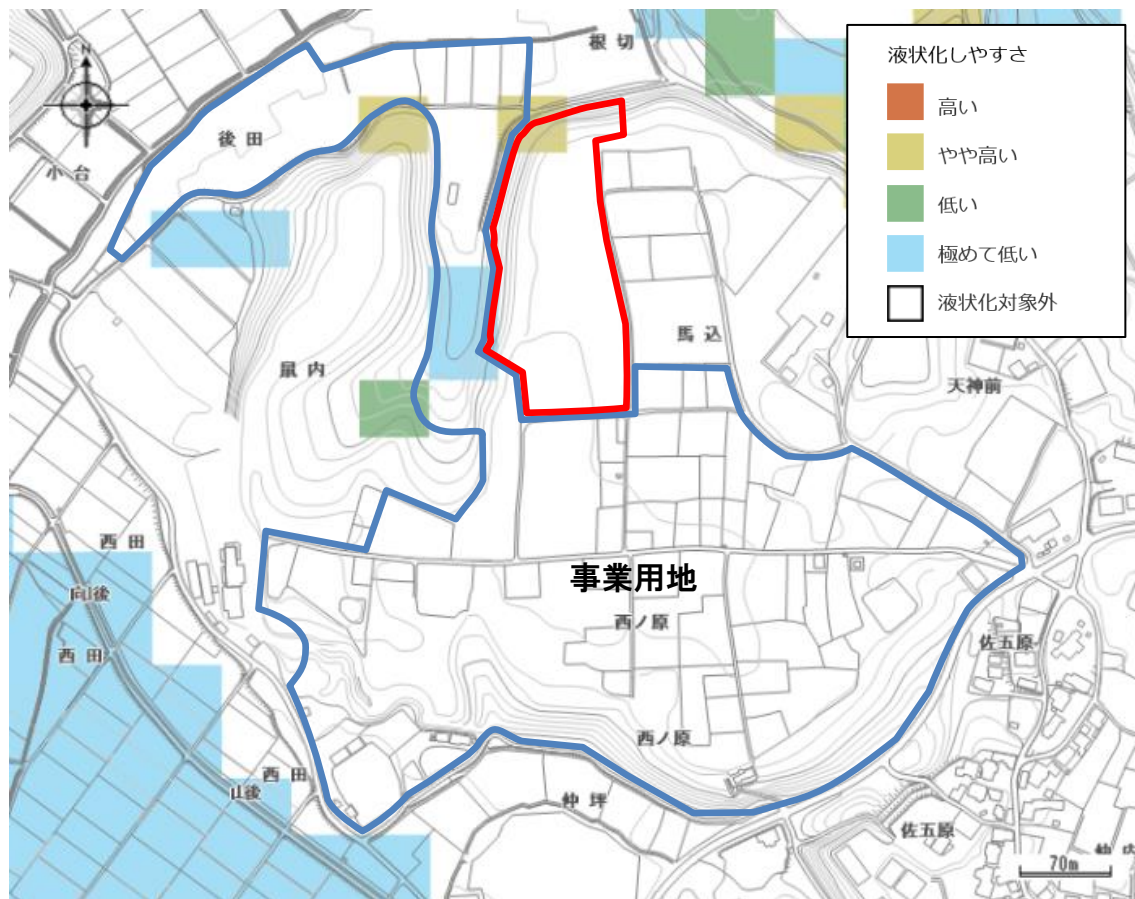 根切
液状化しやすさ
高い
やや高い
低い
極めて低い
液状化対象外
N
後田
小台
馬込
鼠内
天神前
西田
向山後
西田
事業用地
西ノ原
佐五原
西ノ原
西田
山後
仲坪
佐五原
70m